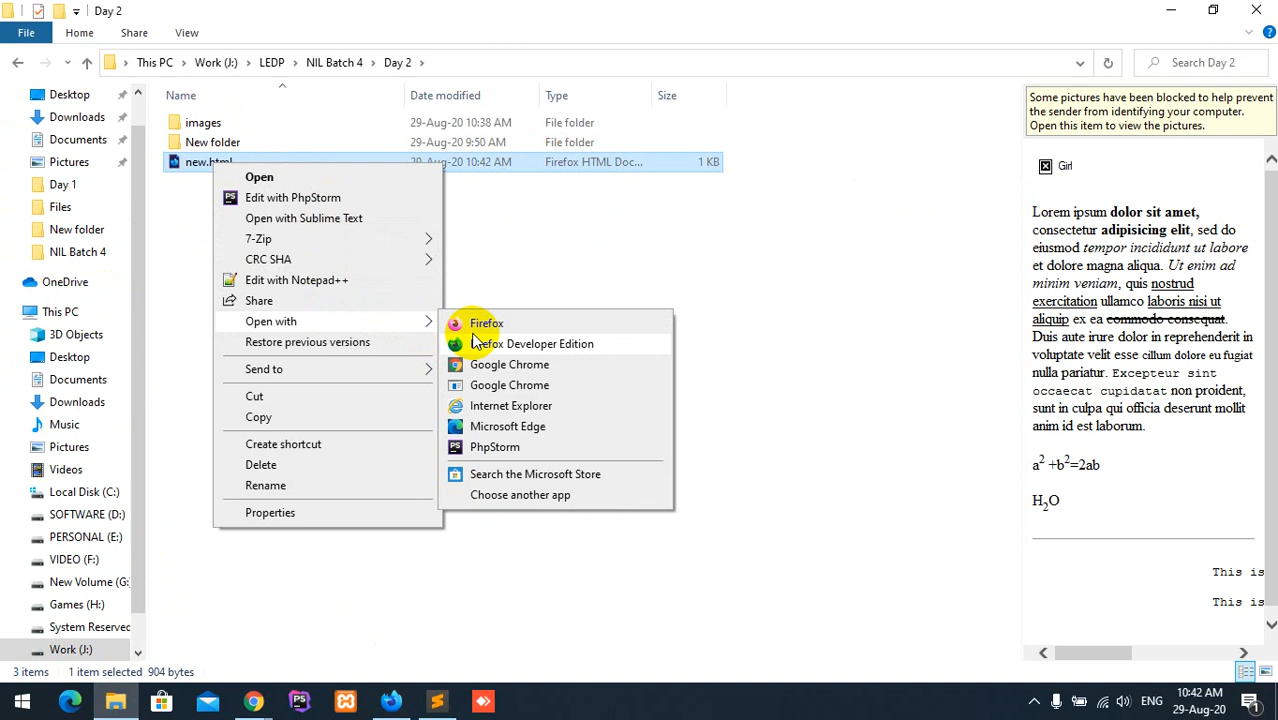 Day 2
File Home Share View
This PC Work (J:) LEDP NIL Batch 4 Day 2 Search Day 2
Name Date modified Type Size
images 29-Aug-20 10:38 AM File folder
New folder 29-Aug-20 9:50 AM File folder
new.html 29-Aug-20 10:42 AM Firefox HTML Doc... 1 KB
Desktop
Downloads
Documents
Pictures
Day 1
Files
New folder
NIL Batch 4
OneDrive
This PC
3D Objects
Desktop
Documents
Downloads
Music
Pictures
Videos
Local Disk (C:)
SOFTWARE (D:)
PERSONAL (E:)
VIDEO (F:)
New Volume (G:
Games (H:)
System Reserved
Work (J:)
Open
Edit with PhpStorm
Open with Sublime Text
7-Zip
CRC SHA
Edit with Notepad++
Share
Open with
Restore previous versions
Send to
Cut
Copy
Create shortcut
Delete
Rename
Properties
Firefox
Firefox Developer Edition
Google Chrome
Google Chrome
Internet Explorer
Microsoft Edge
PhpStorm
Search the Microsoft Store
Choose another app
Some pictures have been blocked to help prevent
the sender from identifying your computer.
Open this item to view the pictures.
Girl
Lorem ipsum dolor sit amet,
consectetur adipisicing elit, sed do
eiusmod tempor incididunt ut labore
et dolore magna aliqua. Ut enim ad
minim veniam, quis nostrud
exercitation ullamco laboris nisi ut
aliquip ex ea commodo consequat.
Duis aute irure dolor in reprehenderit in
voluptate velit esse cillum dolore eu fugiat
nulla pariatur. Excepteur sint
occaecat cupidatat non proident,
sunt in culpa qui officia deserunt mollit
anim id est laborum.
a² +b²=2ab
H₂O
This is
This is
3 items 1 item selected 904 bytes
ENG 10:42 AM
29-Aug-20
1